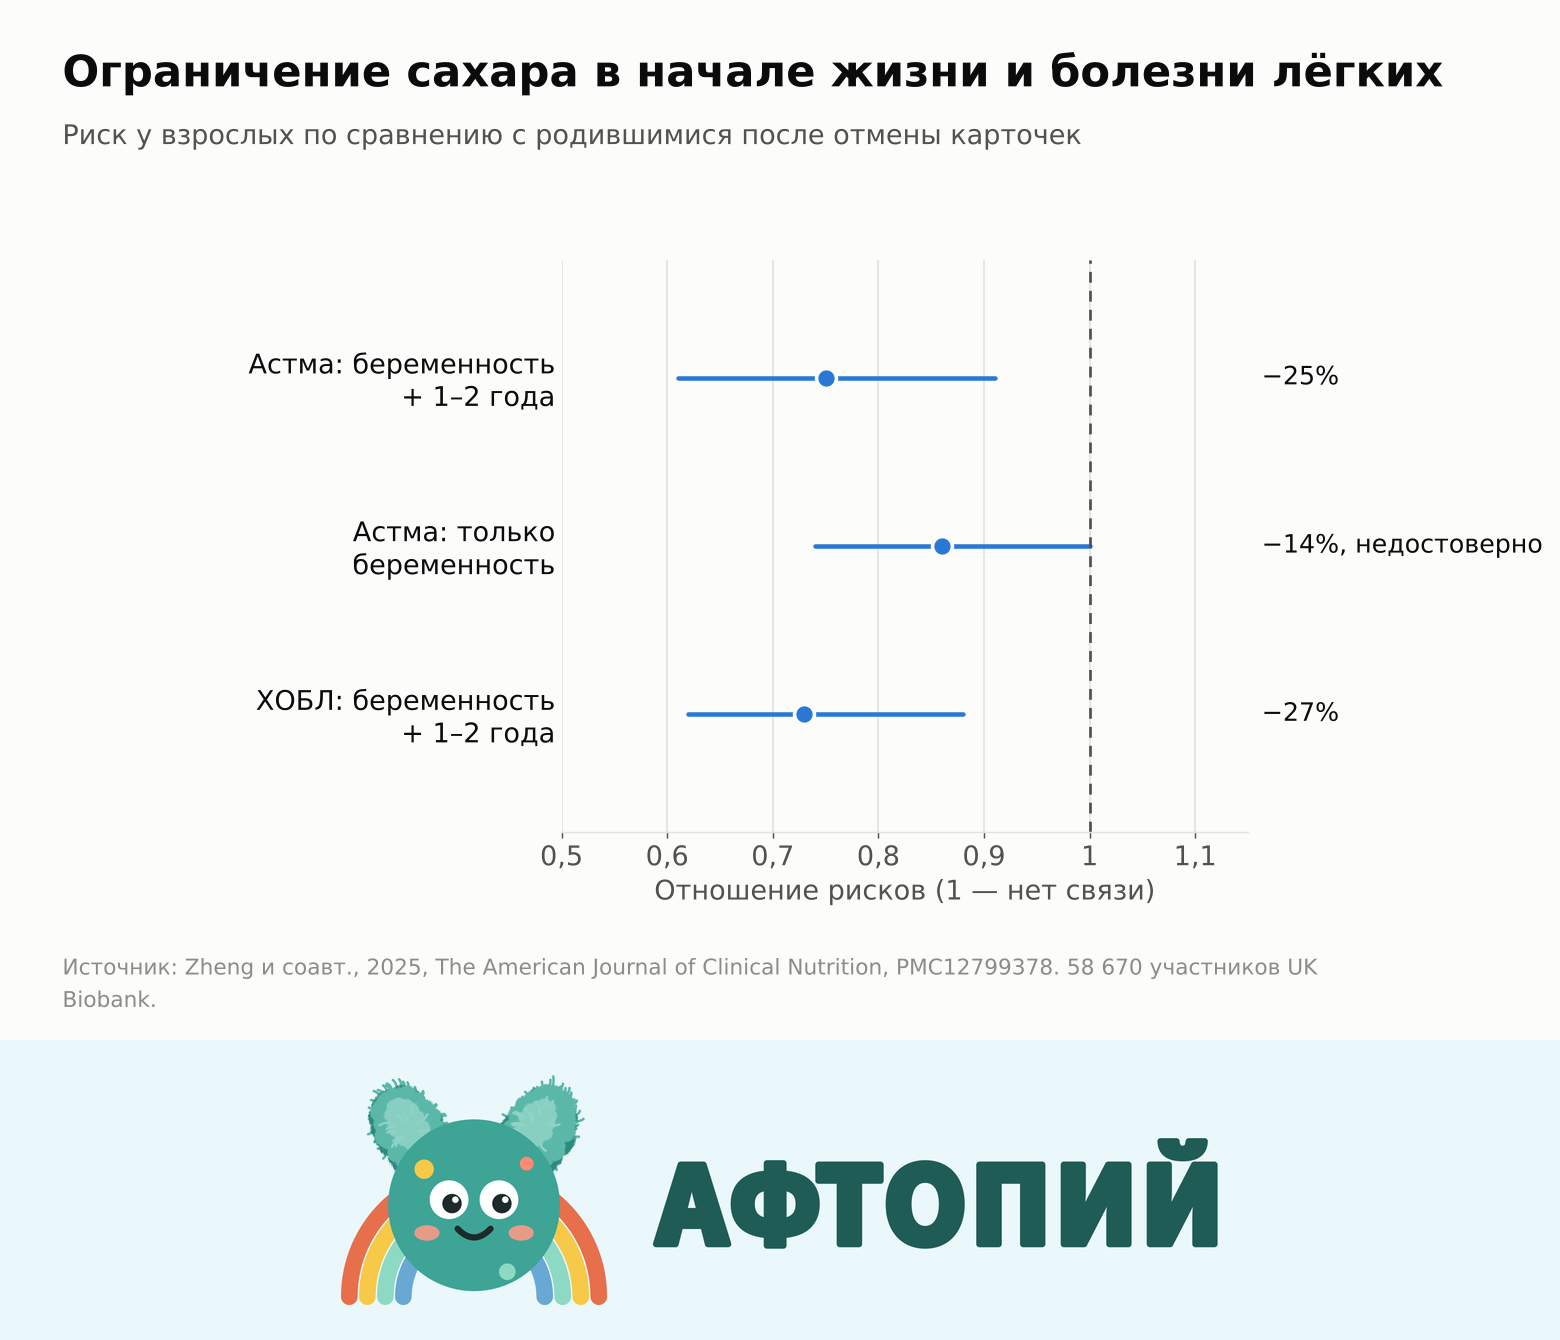 Ограничение сахара в начале жизни и болезни лёгких
Риск у взрослых по сравнению с родившимися после отмены карточек
Астма: беременность
+ 1–2 года
−25%
Астма: только
беременность
−14%, недостоверно
ХОБЛ: беременность
+ 1–2 года
−27%
0,5 0,6 0,7 0,8 0,9 1 1,1
Отношение рисков (1 — нет связи)
Источник: Zheng и соавт., 2025, The American Journal of Clinical Nutrition, PMC12799378. 58 670 участников UK
Biobank.
АФТОПИЙ